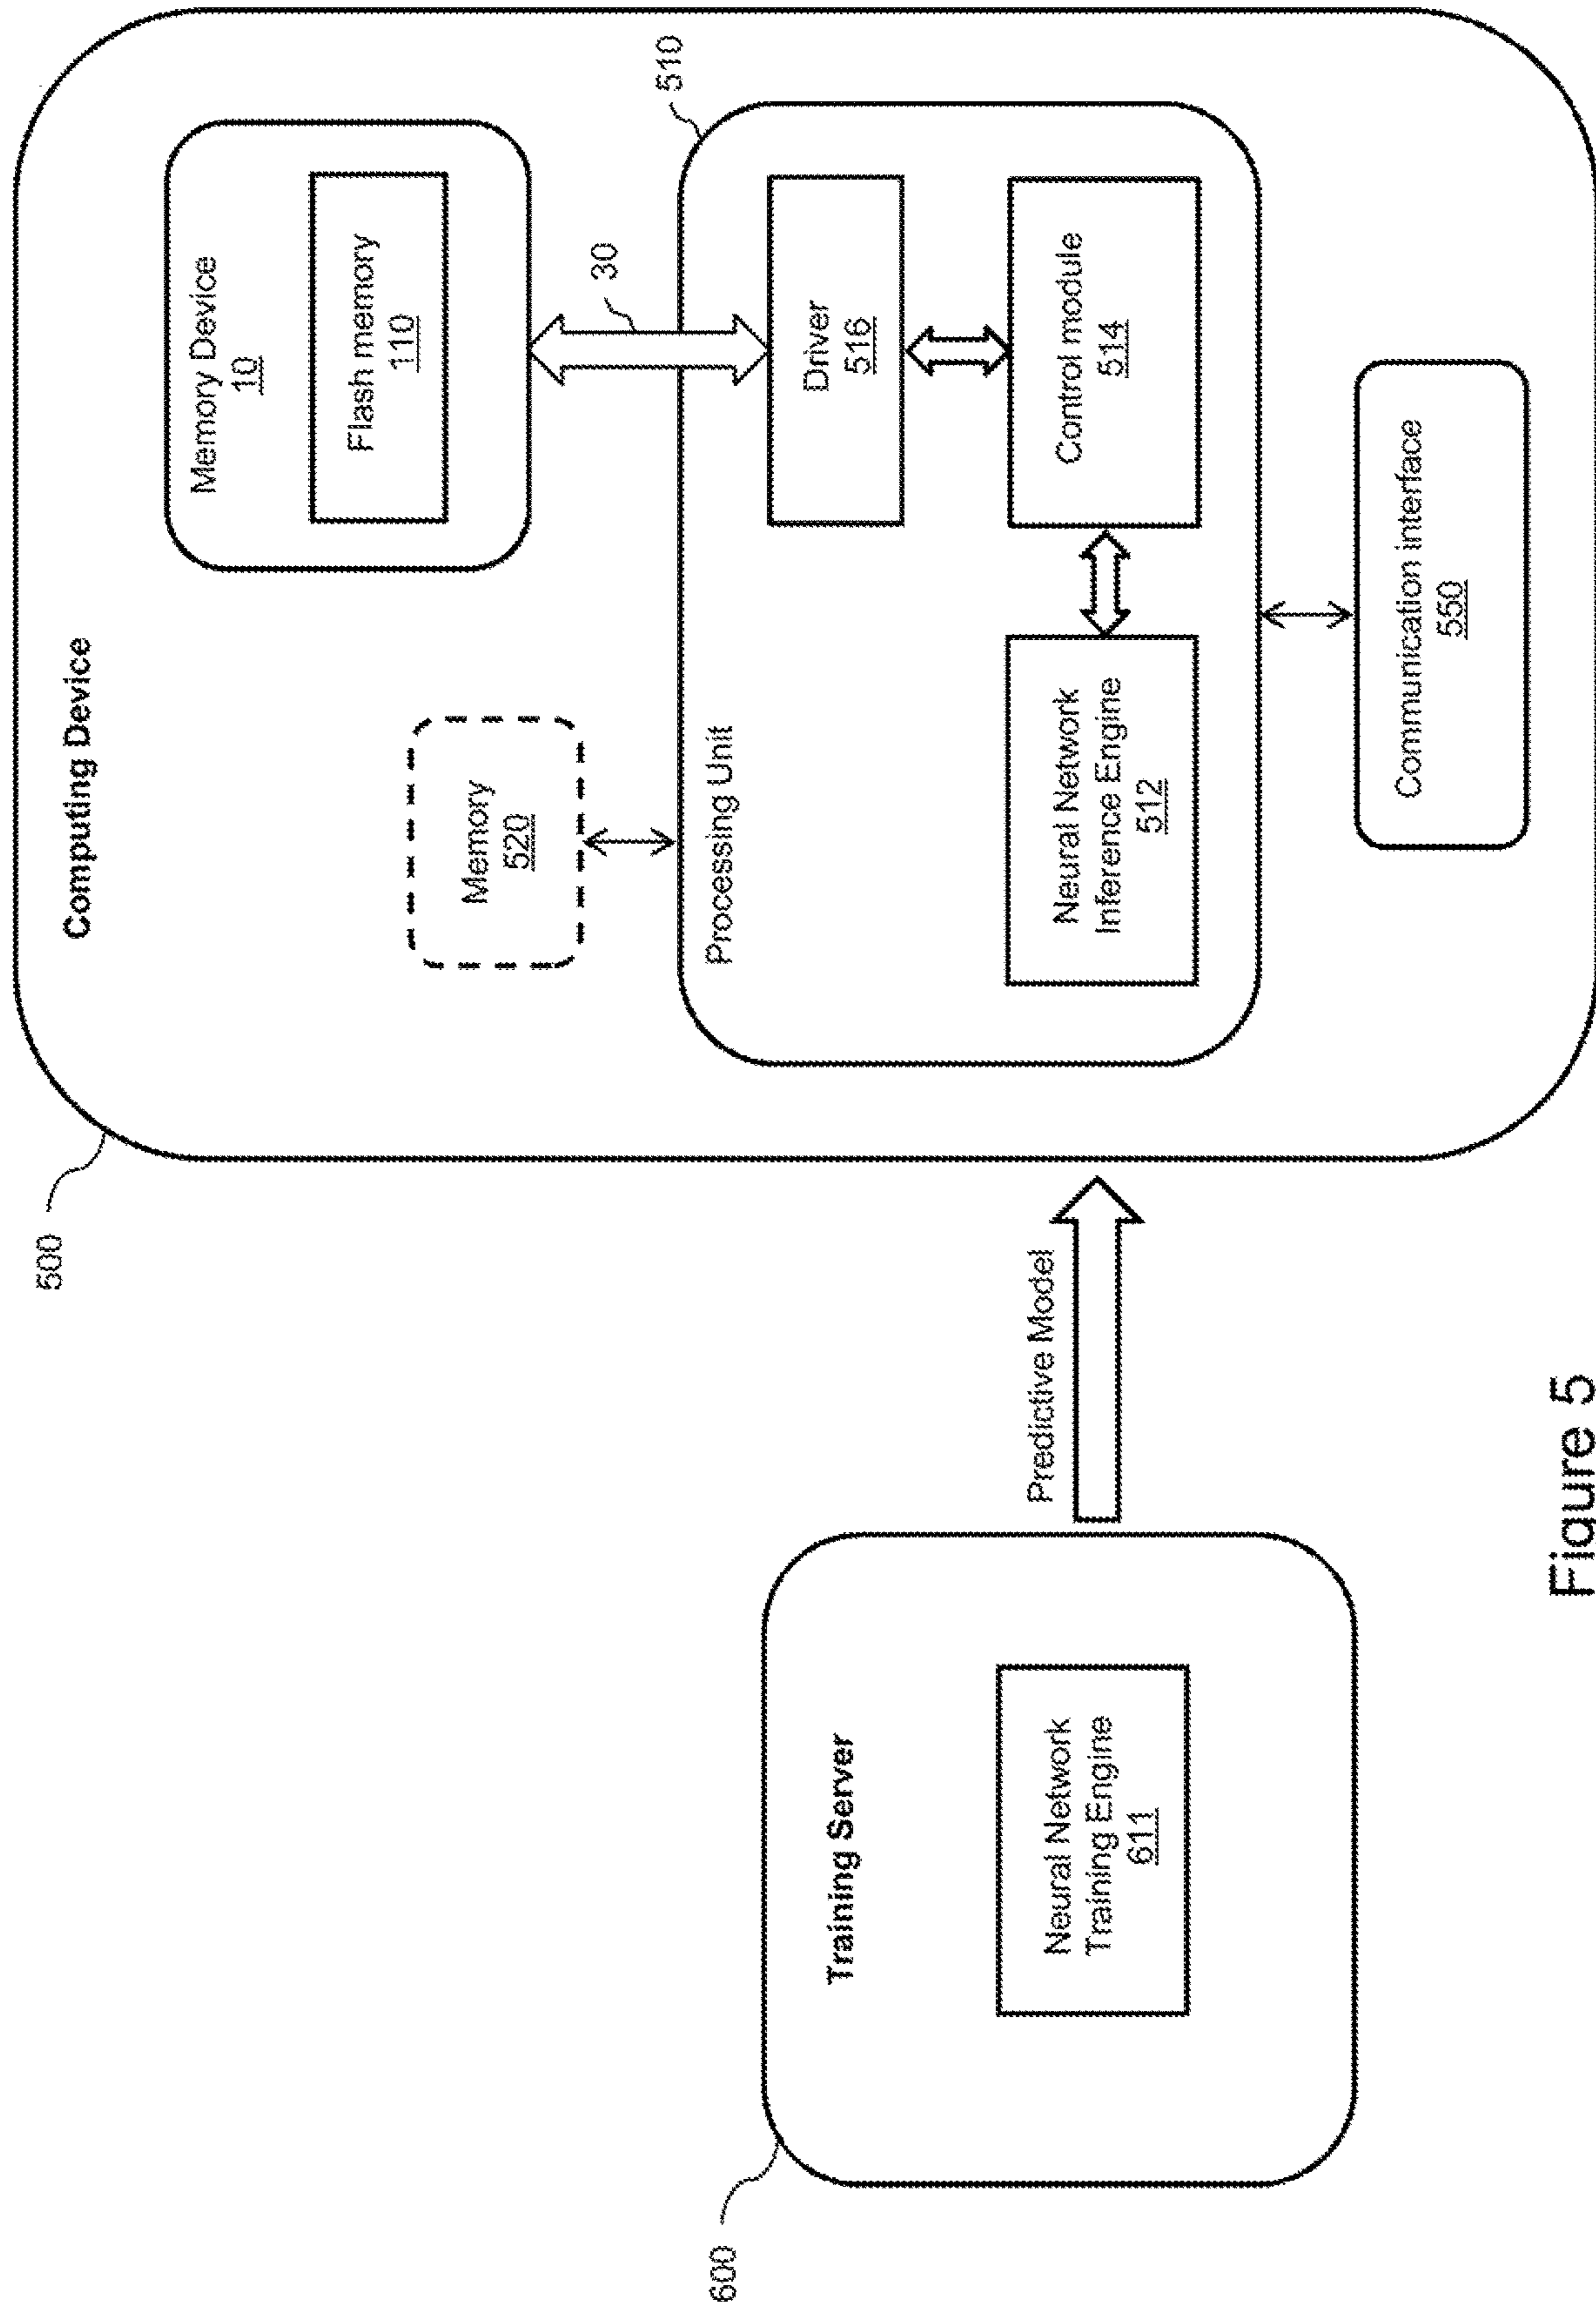 500
Computing Device
Memory Device
10
Flash memory
110
30
Memory
520
510
Processing Unit
Driver
516
Neural Network
Inference Engine
512
Control module
514
Communication interface
550
Predictive Model
600
Training Server
Neural Network
Training Engine
611
Figure 5